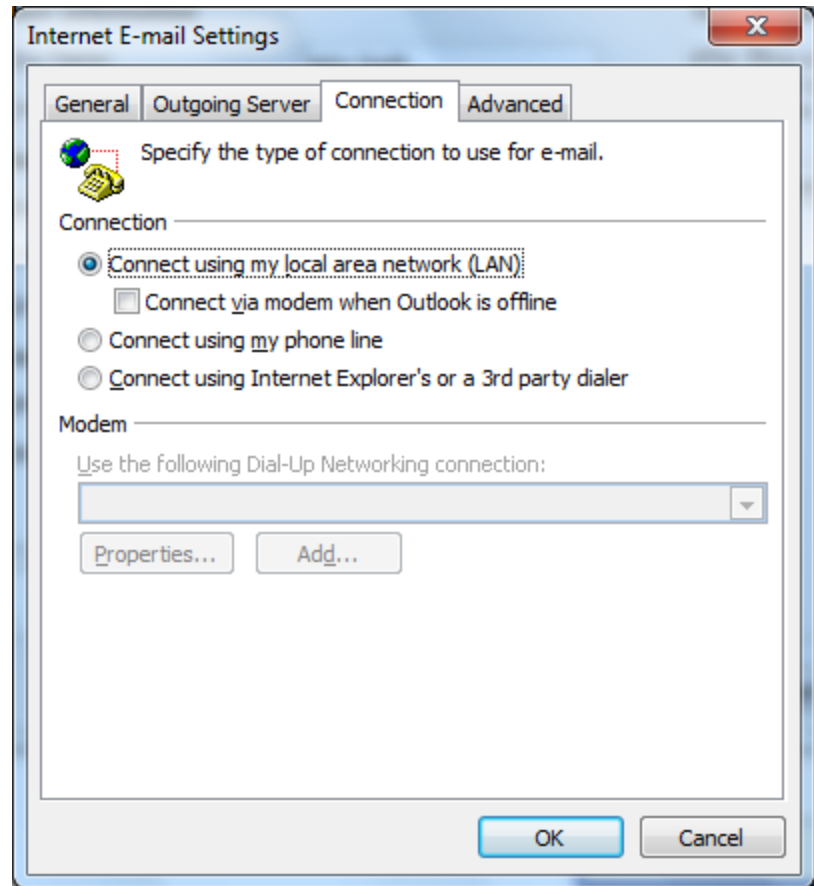 Internet E-mail Settings
General Outgoing Server Connection Advanced
Specify the type of connection to use for e-mail.
Connection
Connect using my local area network (LAN)
Connect via modem when Outlook is offline
Connect using my phone line
Connect using Internet Explorer's or a 3rd party dialer
Modem
Use the following Dial-Up Networking connection:
Properties... Add...
OK Cancel